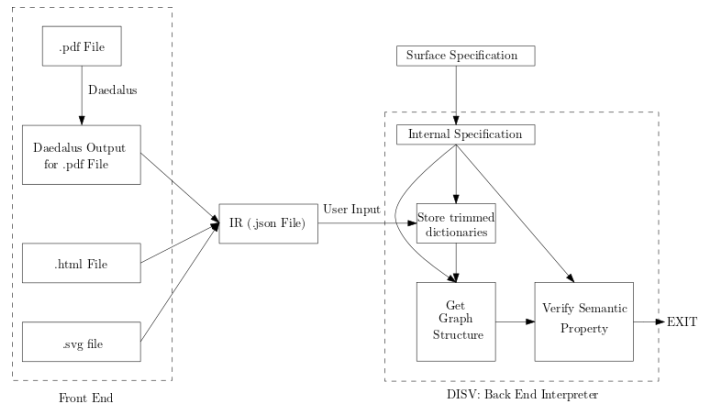 .pdf File
Daedalus
Daedalus Output
for .pdf File
.html File
.svg file
Front End
IR (.json File)
User Input
Surface Specification
Internal Specification
Store trimmed
dictionaries
Get
Graph
Structure
Verify Semantic
Property
EXIT
DISV: Back End Interpreter